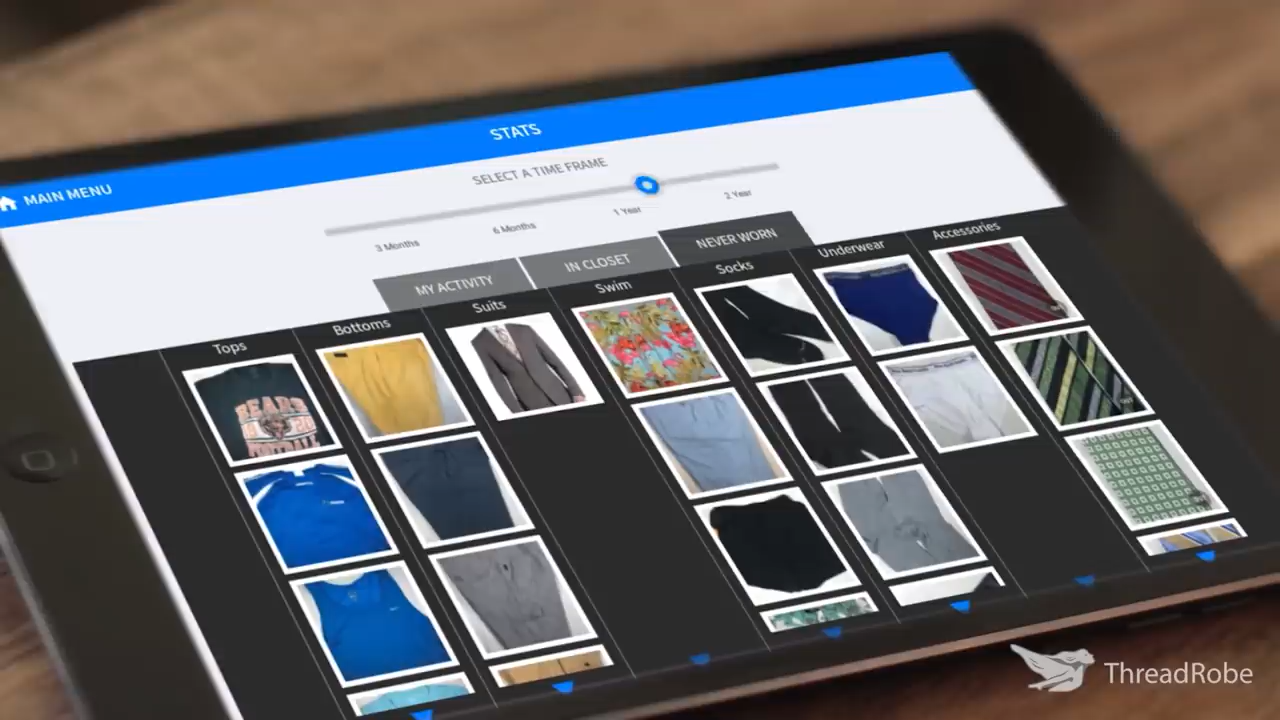 STATS
MAIN MENU
SELECT A TIME FRAME
3 Months
6 Months
1 Year
2 Year
MY ACTIVITY
IN CLOSET
NEVER WORN
Tops
Bottoms
Suits
Swim
Socks
Underwear
Accessories
BEARS
FOOTBALL
ThreadRobe